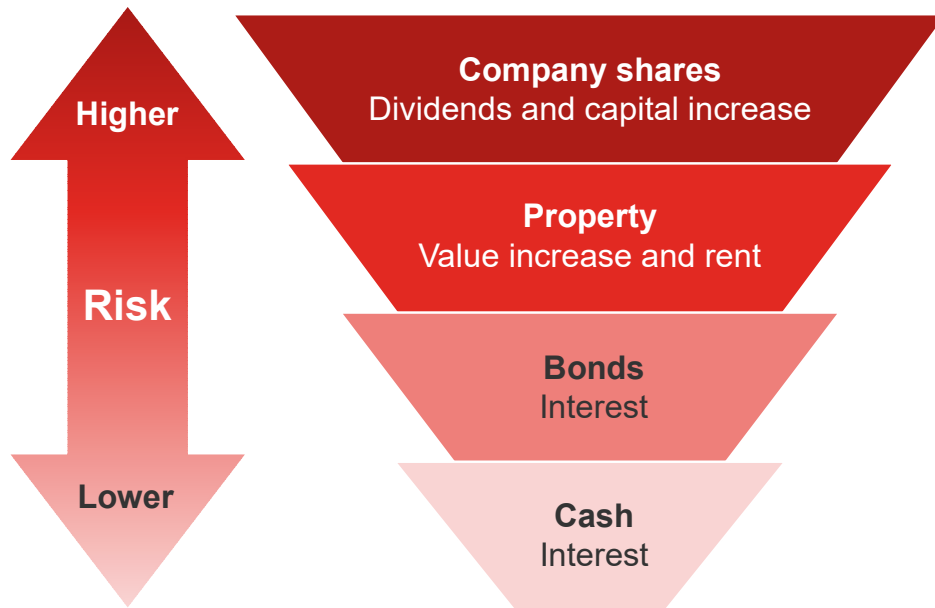 Higher
Risk
Lower
Company shares
Dividends and capital increase
Property
Value increase and rent
Bonds
Interest
Cash
Interest